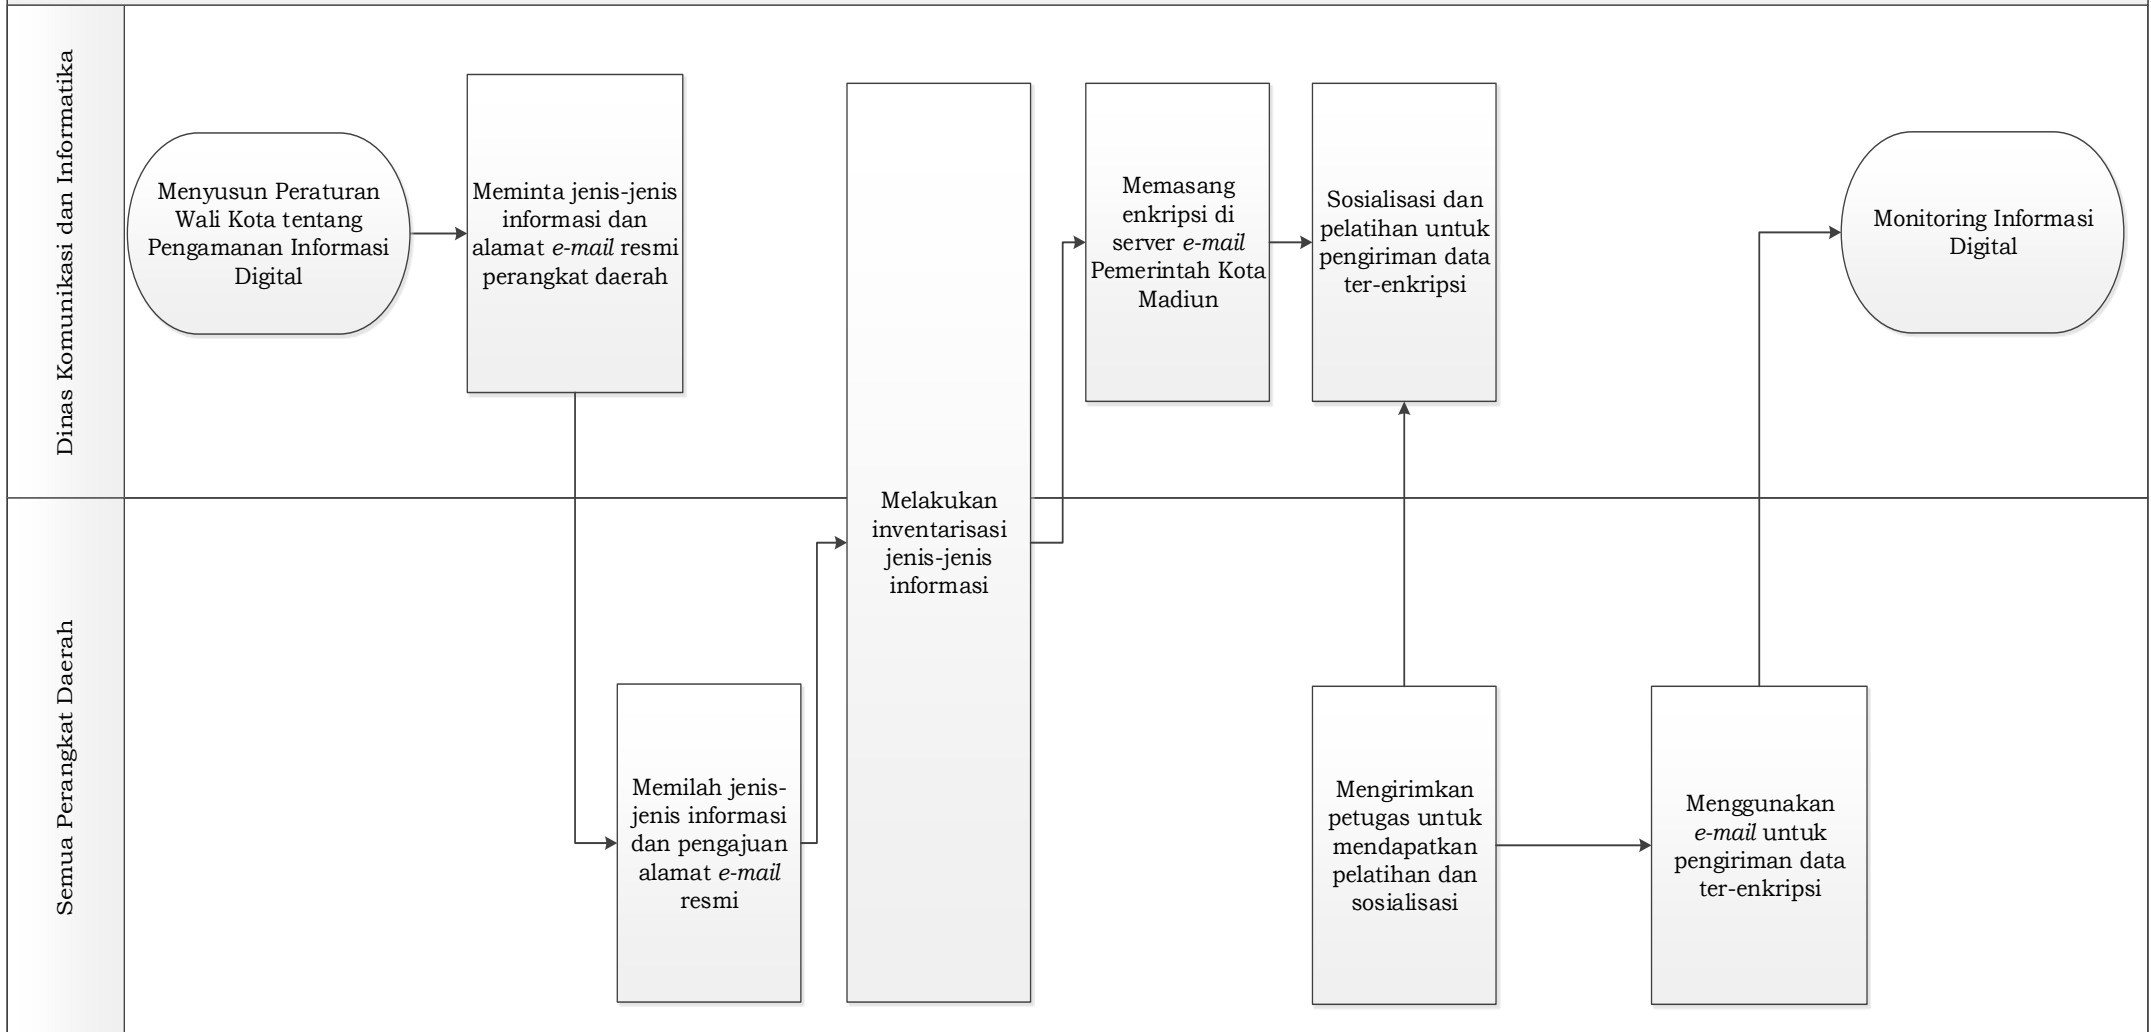 Dinas Komunikasi dan Informatika
Menyusun Peraturan
Wali Kota tentang
Pengamanan Informasi
Digital
Meminta jenis-jenis
informasi dan
alamat e-mail resmi
perangkat daerah
Melakukan
inventarisasi
jenis-jenis
informasi
Memasang
enkripsi di
server e-mail
Pemerintah Kota
Madiun
Sosialisasi dan
pelatihan untuk
pengiriman data
ter-enkripsi
Monitoring Informasi
Digital
Semua Perangkat Daerah
Memilah jenis-
jenis informasi
dan pengajuan
alamat e-mail
resmi
Mengirimkan
petugas untuk
mendapatkan
pelatihan dan
sosialisasi
Menggunakan
e-mail untuk
pengiriman data
ter-enkripsi